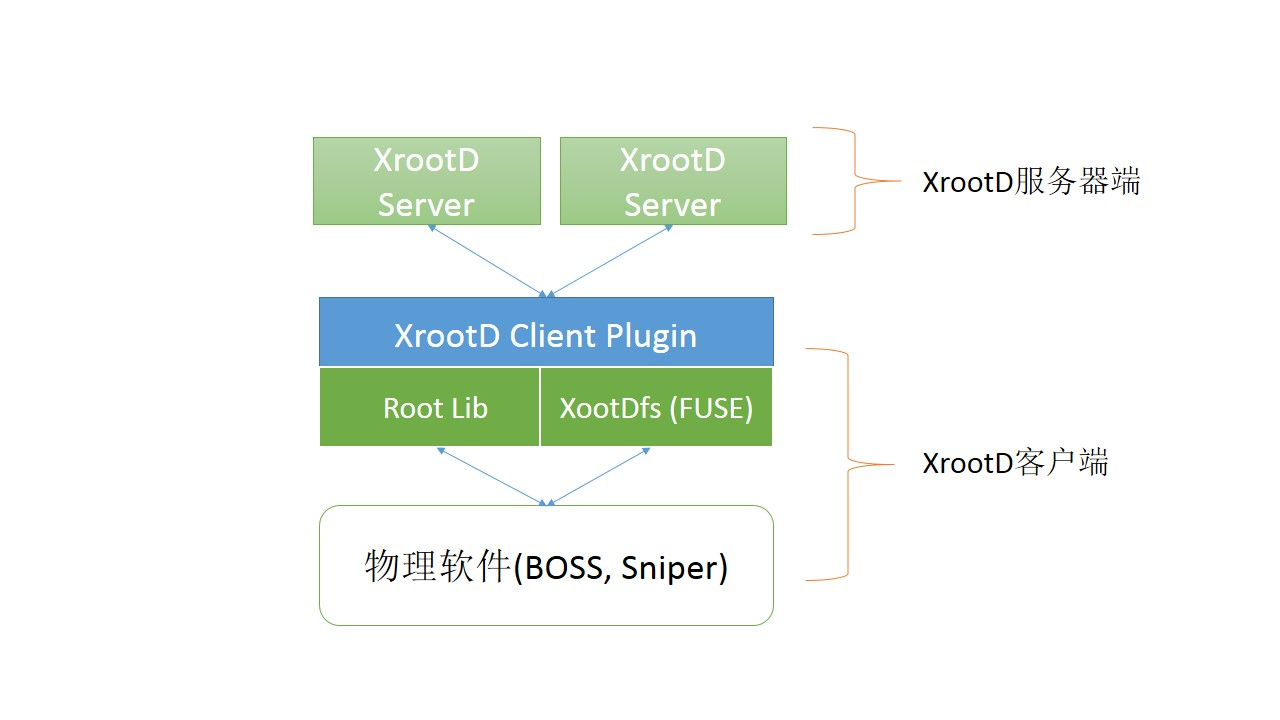 XrootD
Server
XrootD
Server
XrootD服务器端
XrootD Client Plugin
Root Lib
XootDfs (FUSE)
XrootD客户端
物理软件(BOSS, Sniper)